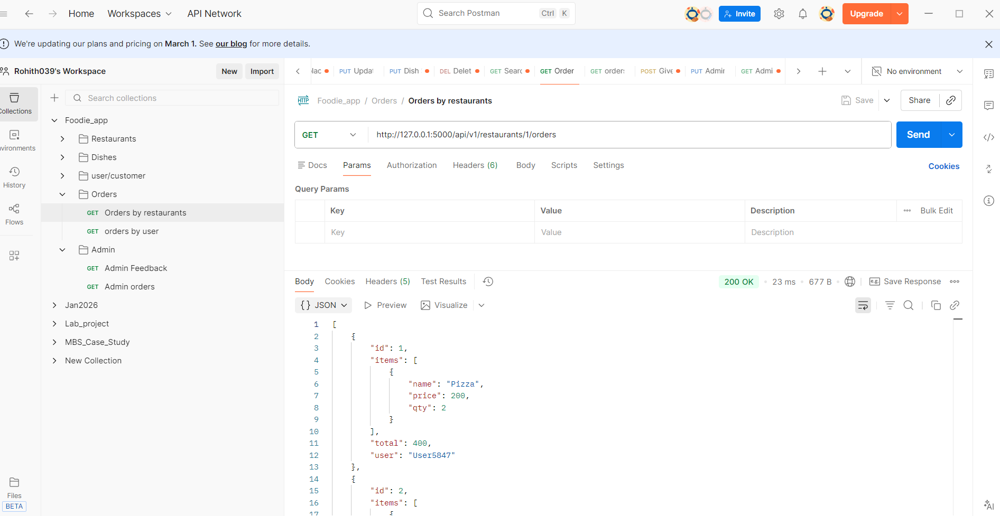 Home Workspaces API Network Search Postman Ctrl K Invite Upgrade
We're updating our plans and pricing on March 1. See our blog for more details.
Rohith039's Workspace New Import
PUT Updat PUT Dish DEL Delet GET Searc GET Order GET orders POST Give PUT Admin GET Admi No environment
Search collections
Collections
Environments
History
Flows
Files
BETA
Foodie_app
Restaurants
Dishes
user/customer
Orders
GET Orders by restaurants
GET orders by user
Admin
GET Admin Feedback
GET Admin orders
Jan2026
Lab_project
MBS_Case_Study
New Collection
HTTP Foodie_app / Orders / Orders by restaurants Save Share
GET http://127.0.0.1:5000/api/v1/restaurants/1/orders Send
Docs Params Authorization Headers (6) Body Scripts Settings Cookies
Query Params
Key Value Description Bulk Edit
Key Value Description
Body Cookies Headers (5) Test Results 200 OK 23 ms 677 B e.g. Save Response
{} JSON Preview Visualize
1 [
2 {
3 "id": 1,
4 "items": [
5 {
6 "name": "Pizza",
7 "price": 200,
8 "qty": 2
9 }
10 ],
11 "total": 400,
12 "user": "User5847"
13 },
14 {
15 "id": 2,
16 "items": [
17 {
AI